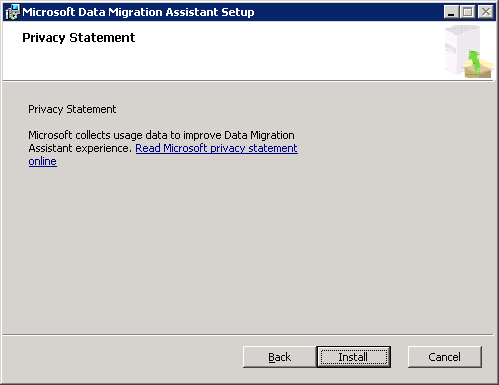 Microsoft Data Migration Assistant Setup
Privacy Statement
Privacy Statement
Microsoft collects usage data to improve Data Migration
Assistant experience. Read Microsoft privacy statement
online
Back
Install
Cancel